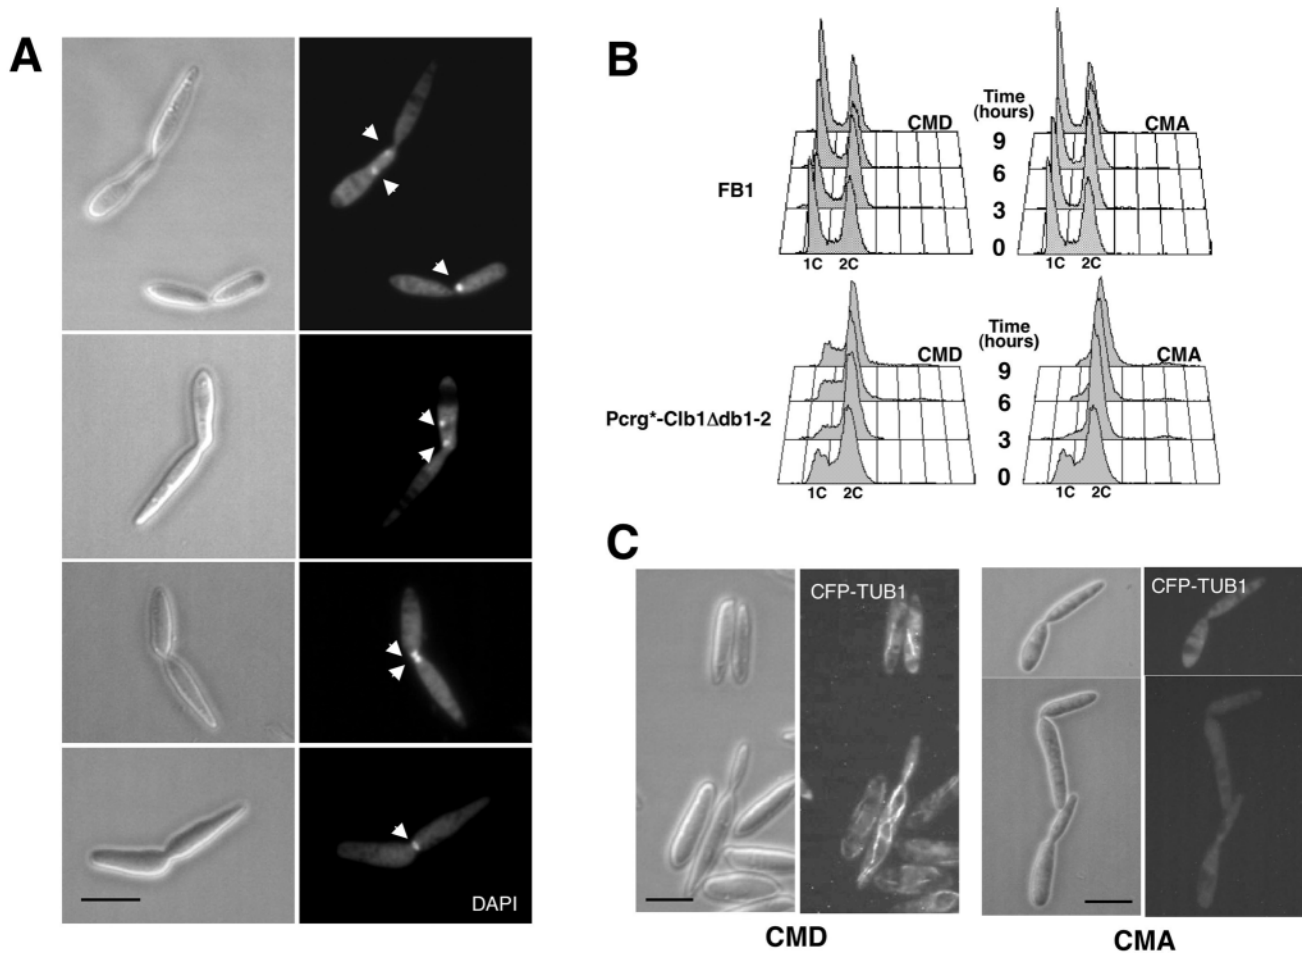 A
DAPI
B
Time
(hours)
CMD
CMA
9
6
FB1
3
0
1C 2C
1C 2C
Time
(hours)
CMD
CMA
9
6
Pcrg*-Clb1Δdb1-2
3
0
1C 2C
1C 2C
C
CFP-TUB1
CFP-TUB1
CMD
CMA